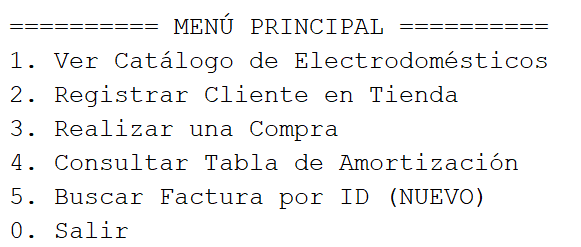 ========== MENÚ PRINCIPAL ==========
1. Ver Catálogo de Electrodomésticos
2. Registrar Cliente en Tienda
3. Realizar una Compra
4. Consultar Tabla de Amortización
5. Buscar Factura por ID (NUEVO)
0. Salir